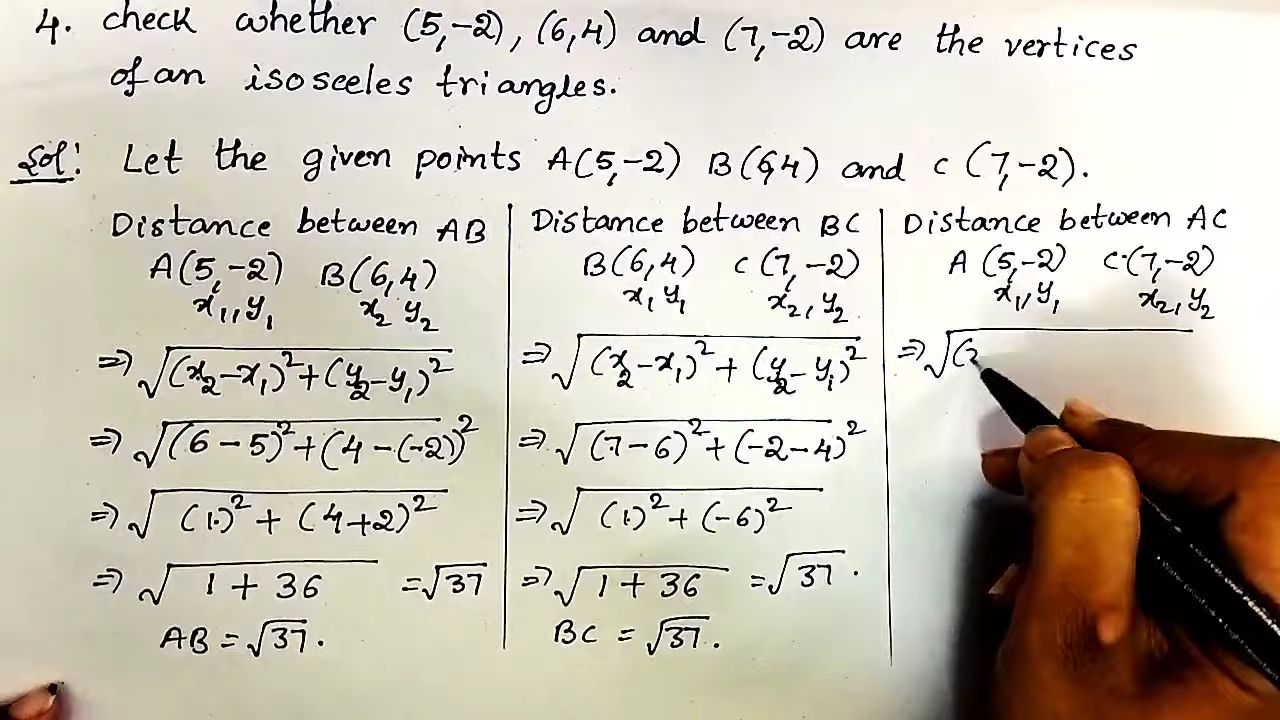 4. check whether (5,-2), (6,4) and (7,-2) are the vertices
of an isosceles triangles.
Sol: Let the given points A(5,-2) B(6,4) and C (7,-2).
Distance between AB
A(5,-2) B(6,4)
x₁, y₁ x₂ y₂
⇒ √(x₂-x₁)² + (y₂-y₁)²
⇒ √(6-5)² + (4-(-2))²
⇒ √(1)² + (4+2)²
⇒ √1+36 = √37
AB = √37.
Distance between BC
B(6,4) C(7,-2)
x₁ y₁ x₂, y₂
⇒ √(x₂-x₁)² + (y₂-y₁)²
⇒ √(7-6)² + (-2-4)²
⇒ √(1)² + (-6)²
⇒ √1+36 = √37.
BC = √37.
Distance between AC
A (5,-2) C(7,-2)
x₁, y₁ x₂, y₂
⇒ √(